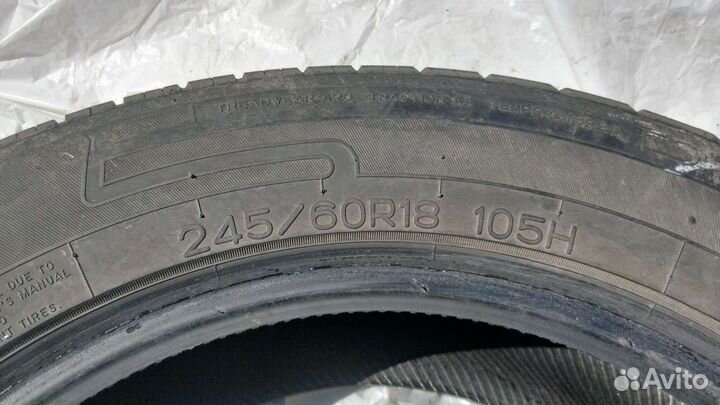 TREADWEAR 420 TRACTION A TEMPERATURE A
245/60R18 105H
DUE TO
'S MANUAL
TIRES.
Avito